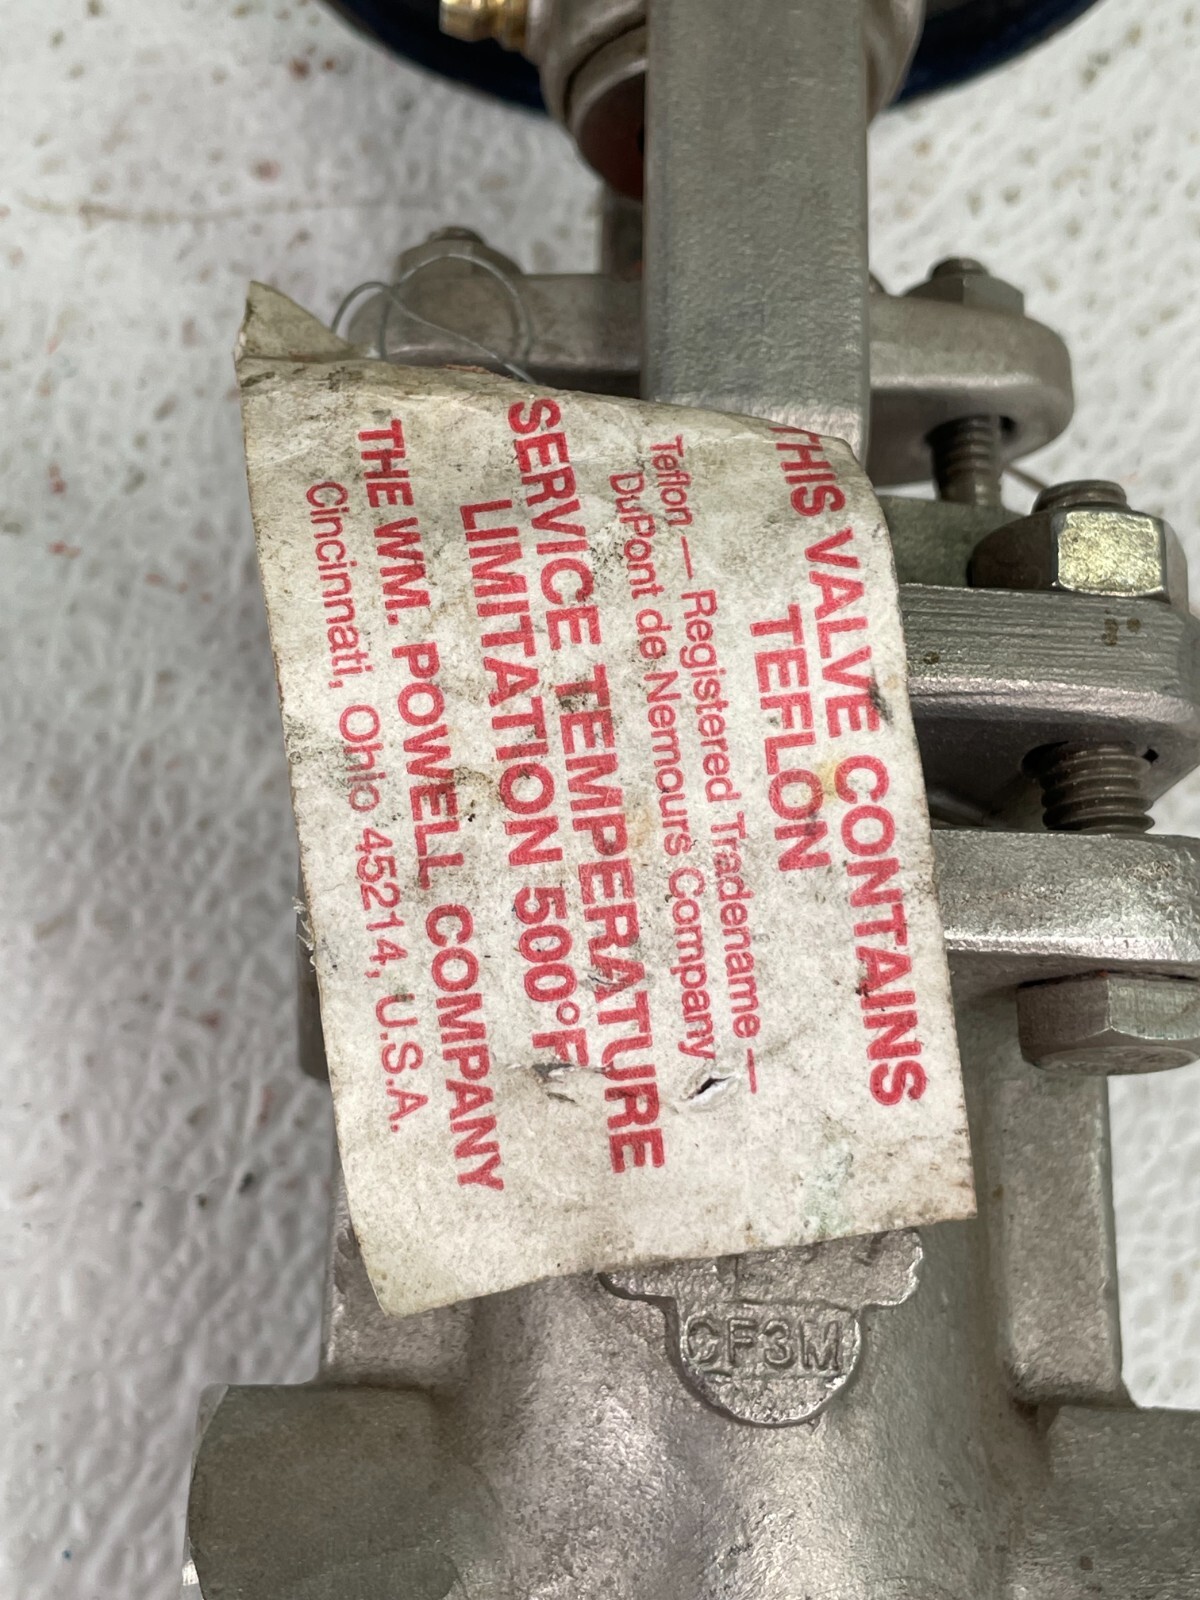 THIS VALVE CONTAINS
TEFLON
Teflon — Registered Tradename —
DuPont de Nemours Company
SERVICE TEMPERATURE
LIMITATION 500°F
THE WM. POWELL COMPANY
Cincinnati, Ohio 45214, U.S.A.
CF3M